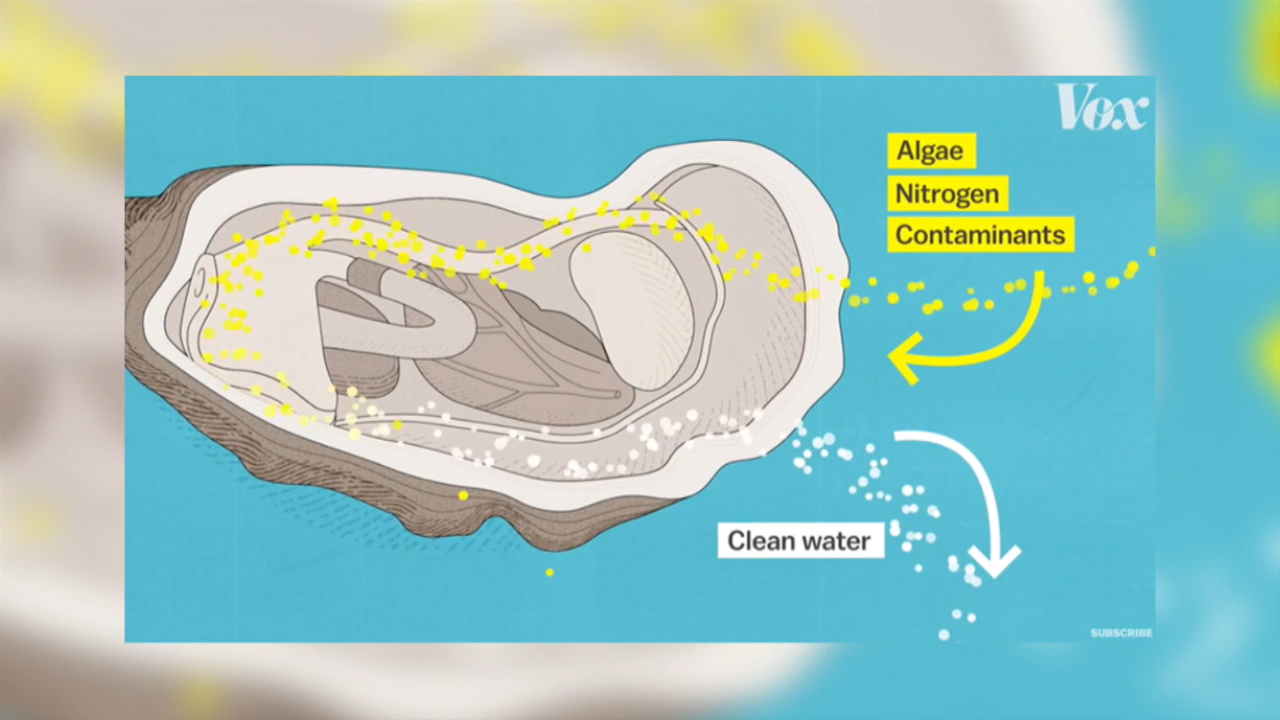 Vox
Algae
Nitrogen
Contaminants
Clean water
SUBSCRIBE